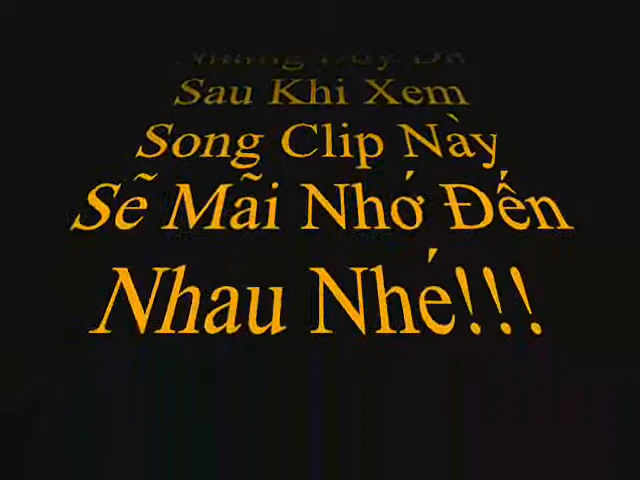 Sau Khi Xem
Song Clip Này
Sẽ Mãi Nhớ Đến
Nhau Nhé!!!